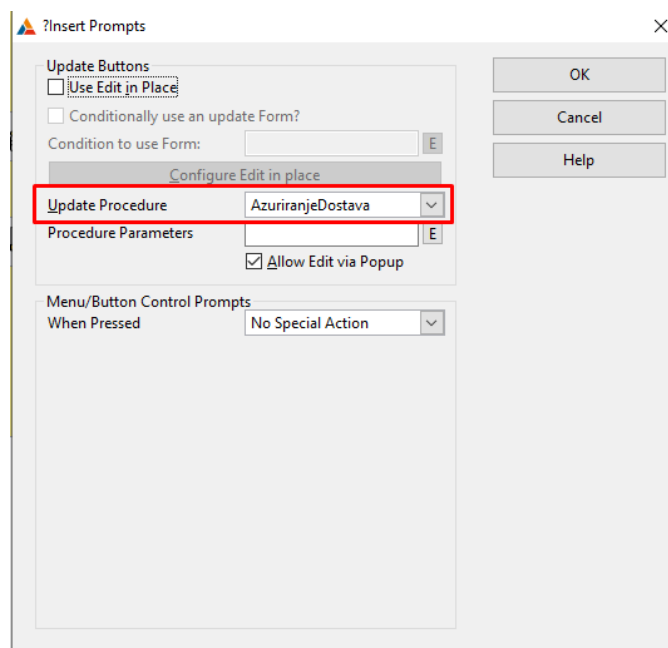 ?Insert Prompts
Update Buttons
Use Edit in Place
Conditionally use an update Form?
Condition to use Form: E
Configure Edit in place
Update Procedure AzuriranjeDostava
Procedure Parameters E
Allow Edit via Popup
Menu/Button Control Prompts
When Pressed No Special Action
OK
Cancel
Help